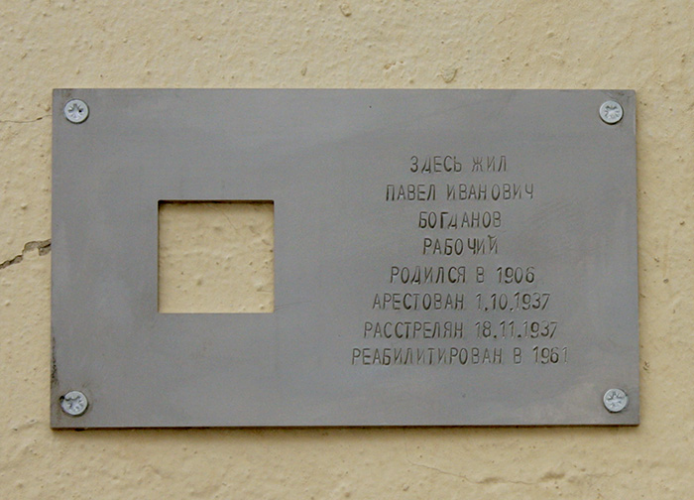 ЗДЕСЬ ЖИЛ
ПАВЕЛ ИВАНОВИЧ
БОГДАНОВ
РАБОЧИЙ
РОДИЛСЯ В 1906
АРЕСТОВАН 1.10.1937
РАССТРЕЛЯН 18.11.1937
РЕАБИЛИТИРОВАН В 1961